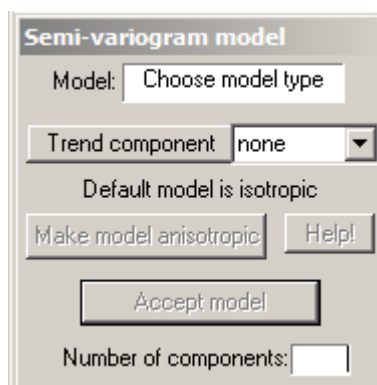 Semi-variogram model
Model: Choose model type
Trend component none
Default model is isotropic
Make model anisotropic Help!
Accept model
Number of components: